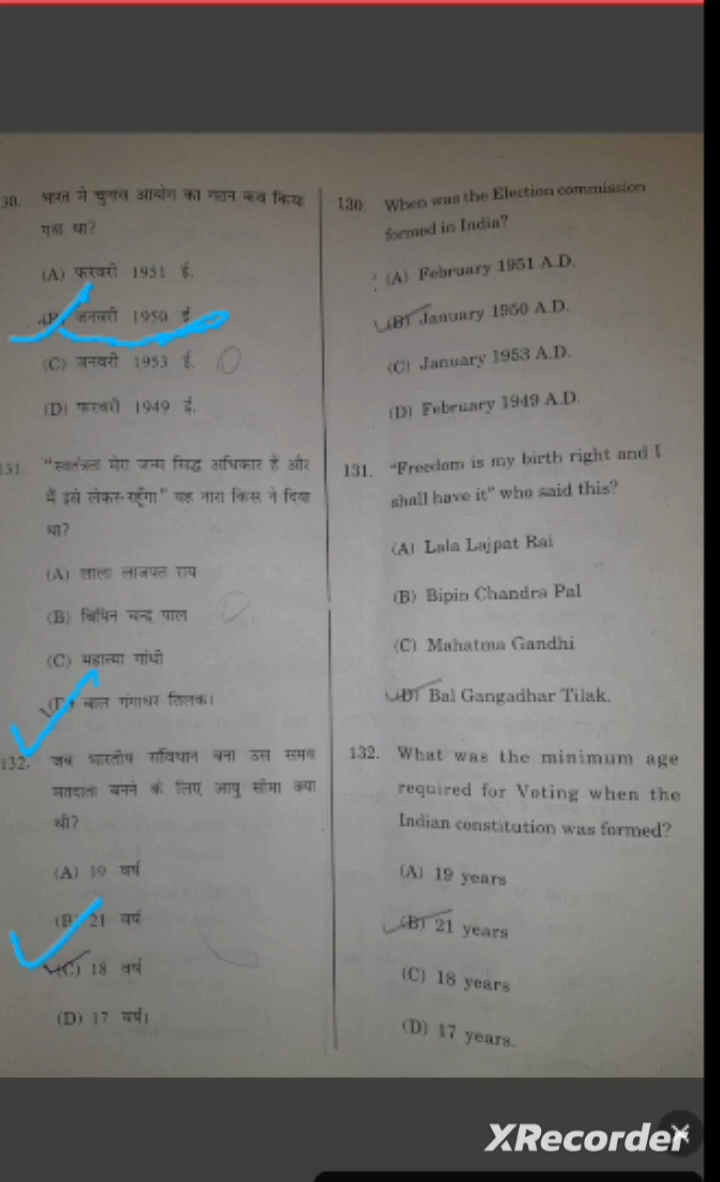 30. भारत में चुनाव आयोग का गठन कब किया
गया था?
(A) फरवरी 1951 ई.
(B) जनवरी 1950 ई
(C) जनवरी 1953 ई.
(D) फरवरी 1949 ई.
131. "स्वतंत्रता मेरा जन्म सिद्ध अधिकार है और
मैं इसे लेकर रहूँगा" यह नारा किस ने दिया
था?
(A) लाला लाजपत राय
(B) बिपिन चन्द्र पाल
(C) महात्मा गांधी
(D) बाल गंगाधर तिलक।
132. जब भारतीय संविधान बना उस समय
मतदाता बनने के लिए आयु सीमा क्या
थी?
(A) 19 वर्ष
(B) 21 वर्ष
(C) 18 वर्ष
(D) 17 वर्ष।
130. When was the Election commission
formed in India?
(A) February 1951 A.D.
(B) January 1950 A.D.
(C) January 1953 A.D.
(D) February 1949 A.D.
131. "Freedom is my birth right and I
shall have it" who said this?
(A) Lala Lajpat Rai
(B) Bipin Chandra Pal
(C) Mahatma Gandhi
(D) Bal Gangadhar Tilak.
132. What was the minimum age
required for Voting when the
Indian constitution was formed?
(A) 19 years
(B) 21 years
(C) 18 years
(D) 17 years.
XRecorder